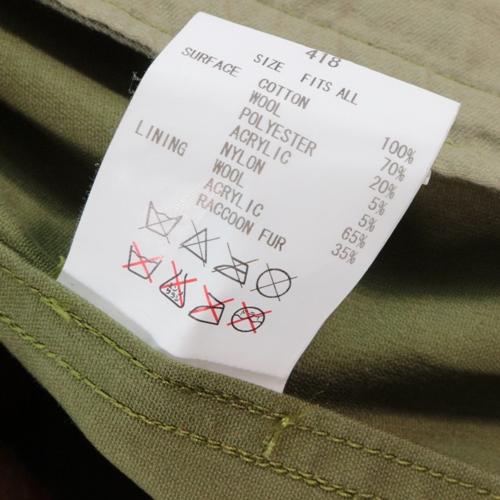 418
SIZE FITS ALL
SURFACE
COTTON 100%
WOOL 70%
POLYESTER 20%
ACRYLIC 5%
LINING
NYLON 5%
WOOL 65%
ACRYLIC 35%
RACCOON FUR